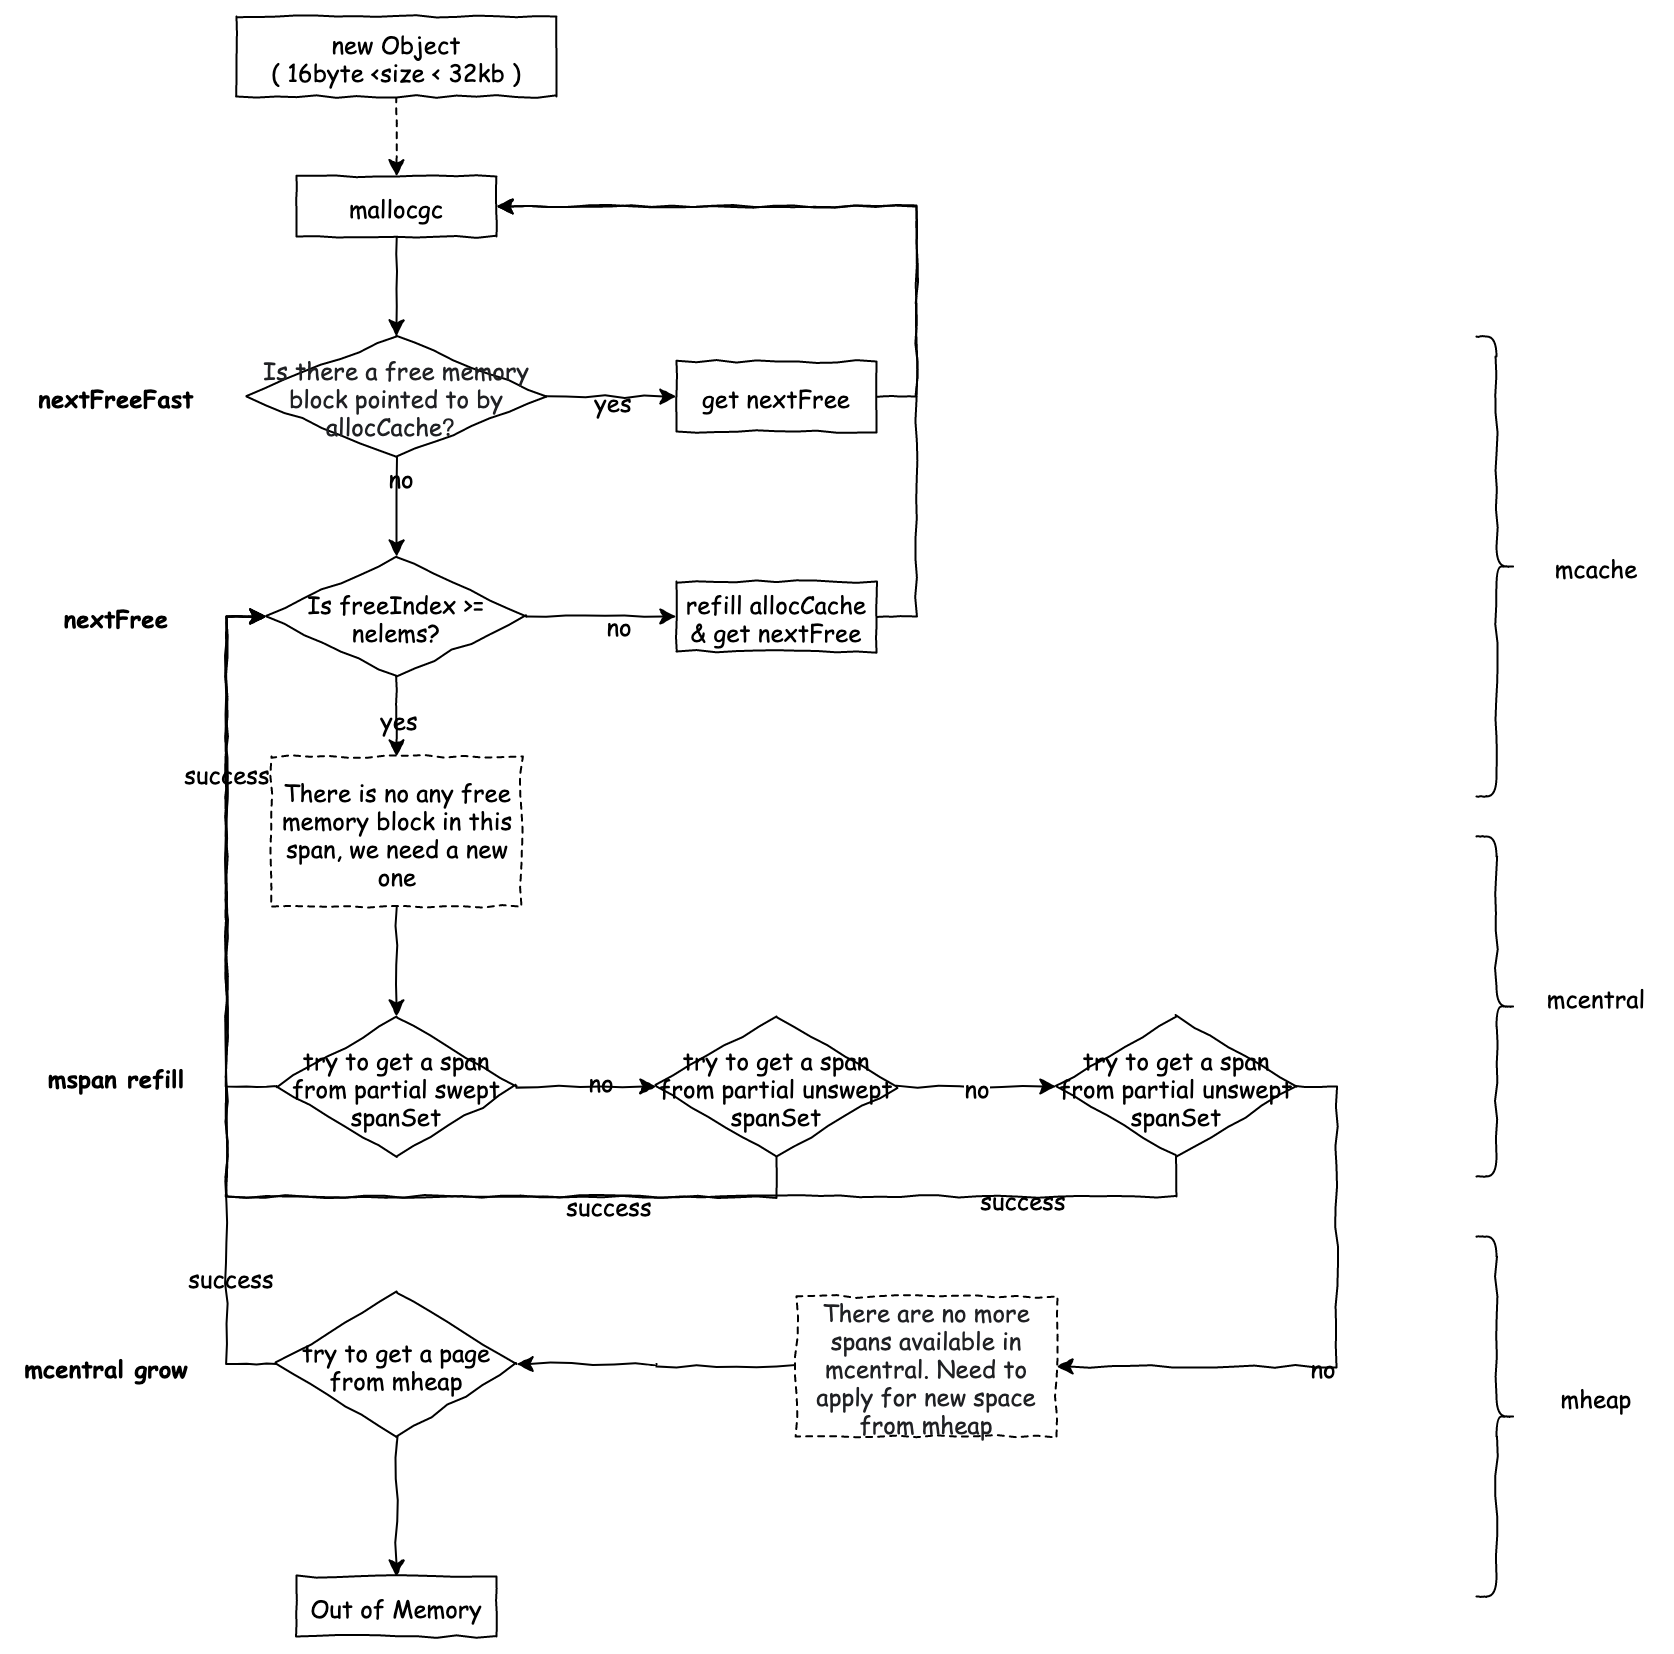 new Object
( 16byte <size < 32kb )
mallocgc
nextFreeFast
Is there a free memory
block pointed to by
allocCache?
yes
get nextFree
no
mcache
nextFree
Is freeIndex >=
nelems?
no
refill allocCache
& get nextFree
yes
success
There is no any free
memory block in this
span, we need a new
one
mcentral
mspan refill
try to get a span
from partial swept
spanSet
no
try to get a span
from partial unswept
spanSet
no
try to get a span
from partial unswept
spanSet
success
success
success
mcentral grow
try to get a page
from mheap
There are no more
spans available in
mcentral. Need to
apply for new space
from mheap
no
mheap
Out of Memory